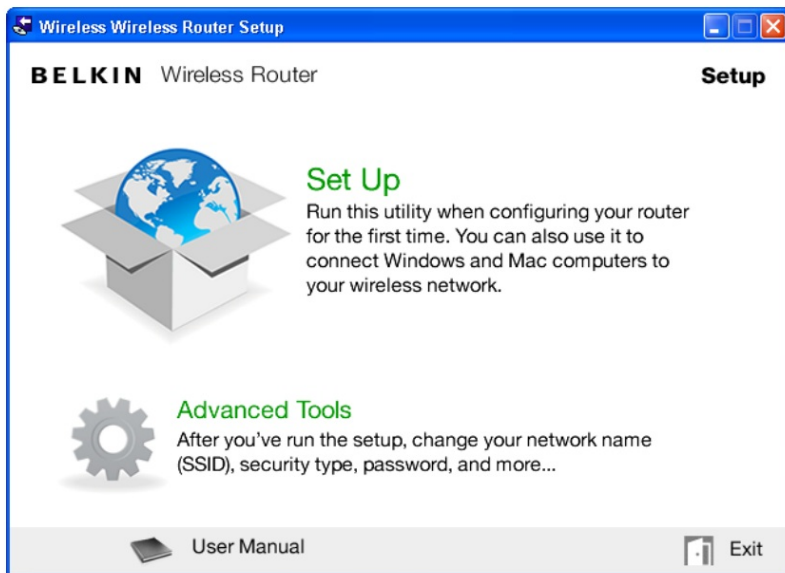 Wireless Wireless Router Setup
BELKIN Wireless Router
Setup
Set Up
Run this utility when configuring your router
for the first time. You can also use it to
connect Windows and Mac computers to
your wireless network.
Advanced Tools
After you've run the setup, change your network name
(SSID), security type, password, and more...
User Manual
Exit